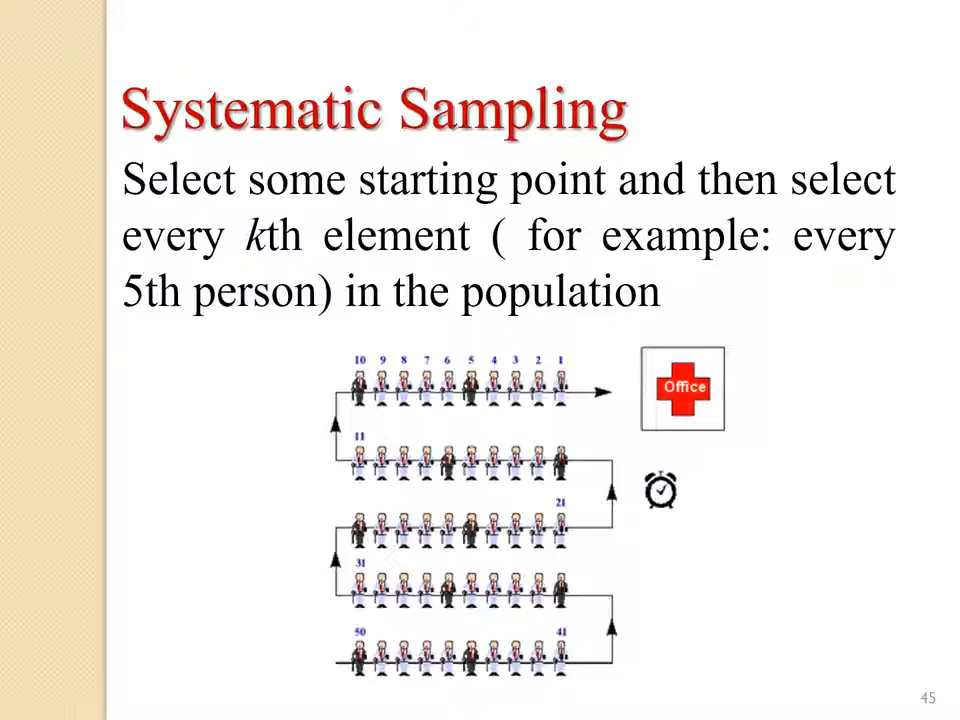 Systematic Sampling
Select some starting point and then select
every kth element ( for example: every
5th person) in the population
10 9 8 7 6 5 4 3 2 1
Office
11
21
31
50 41
45